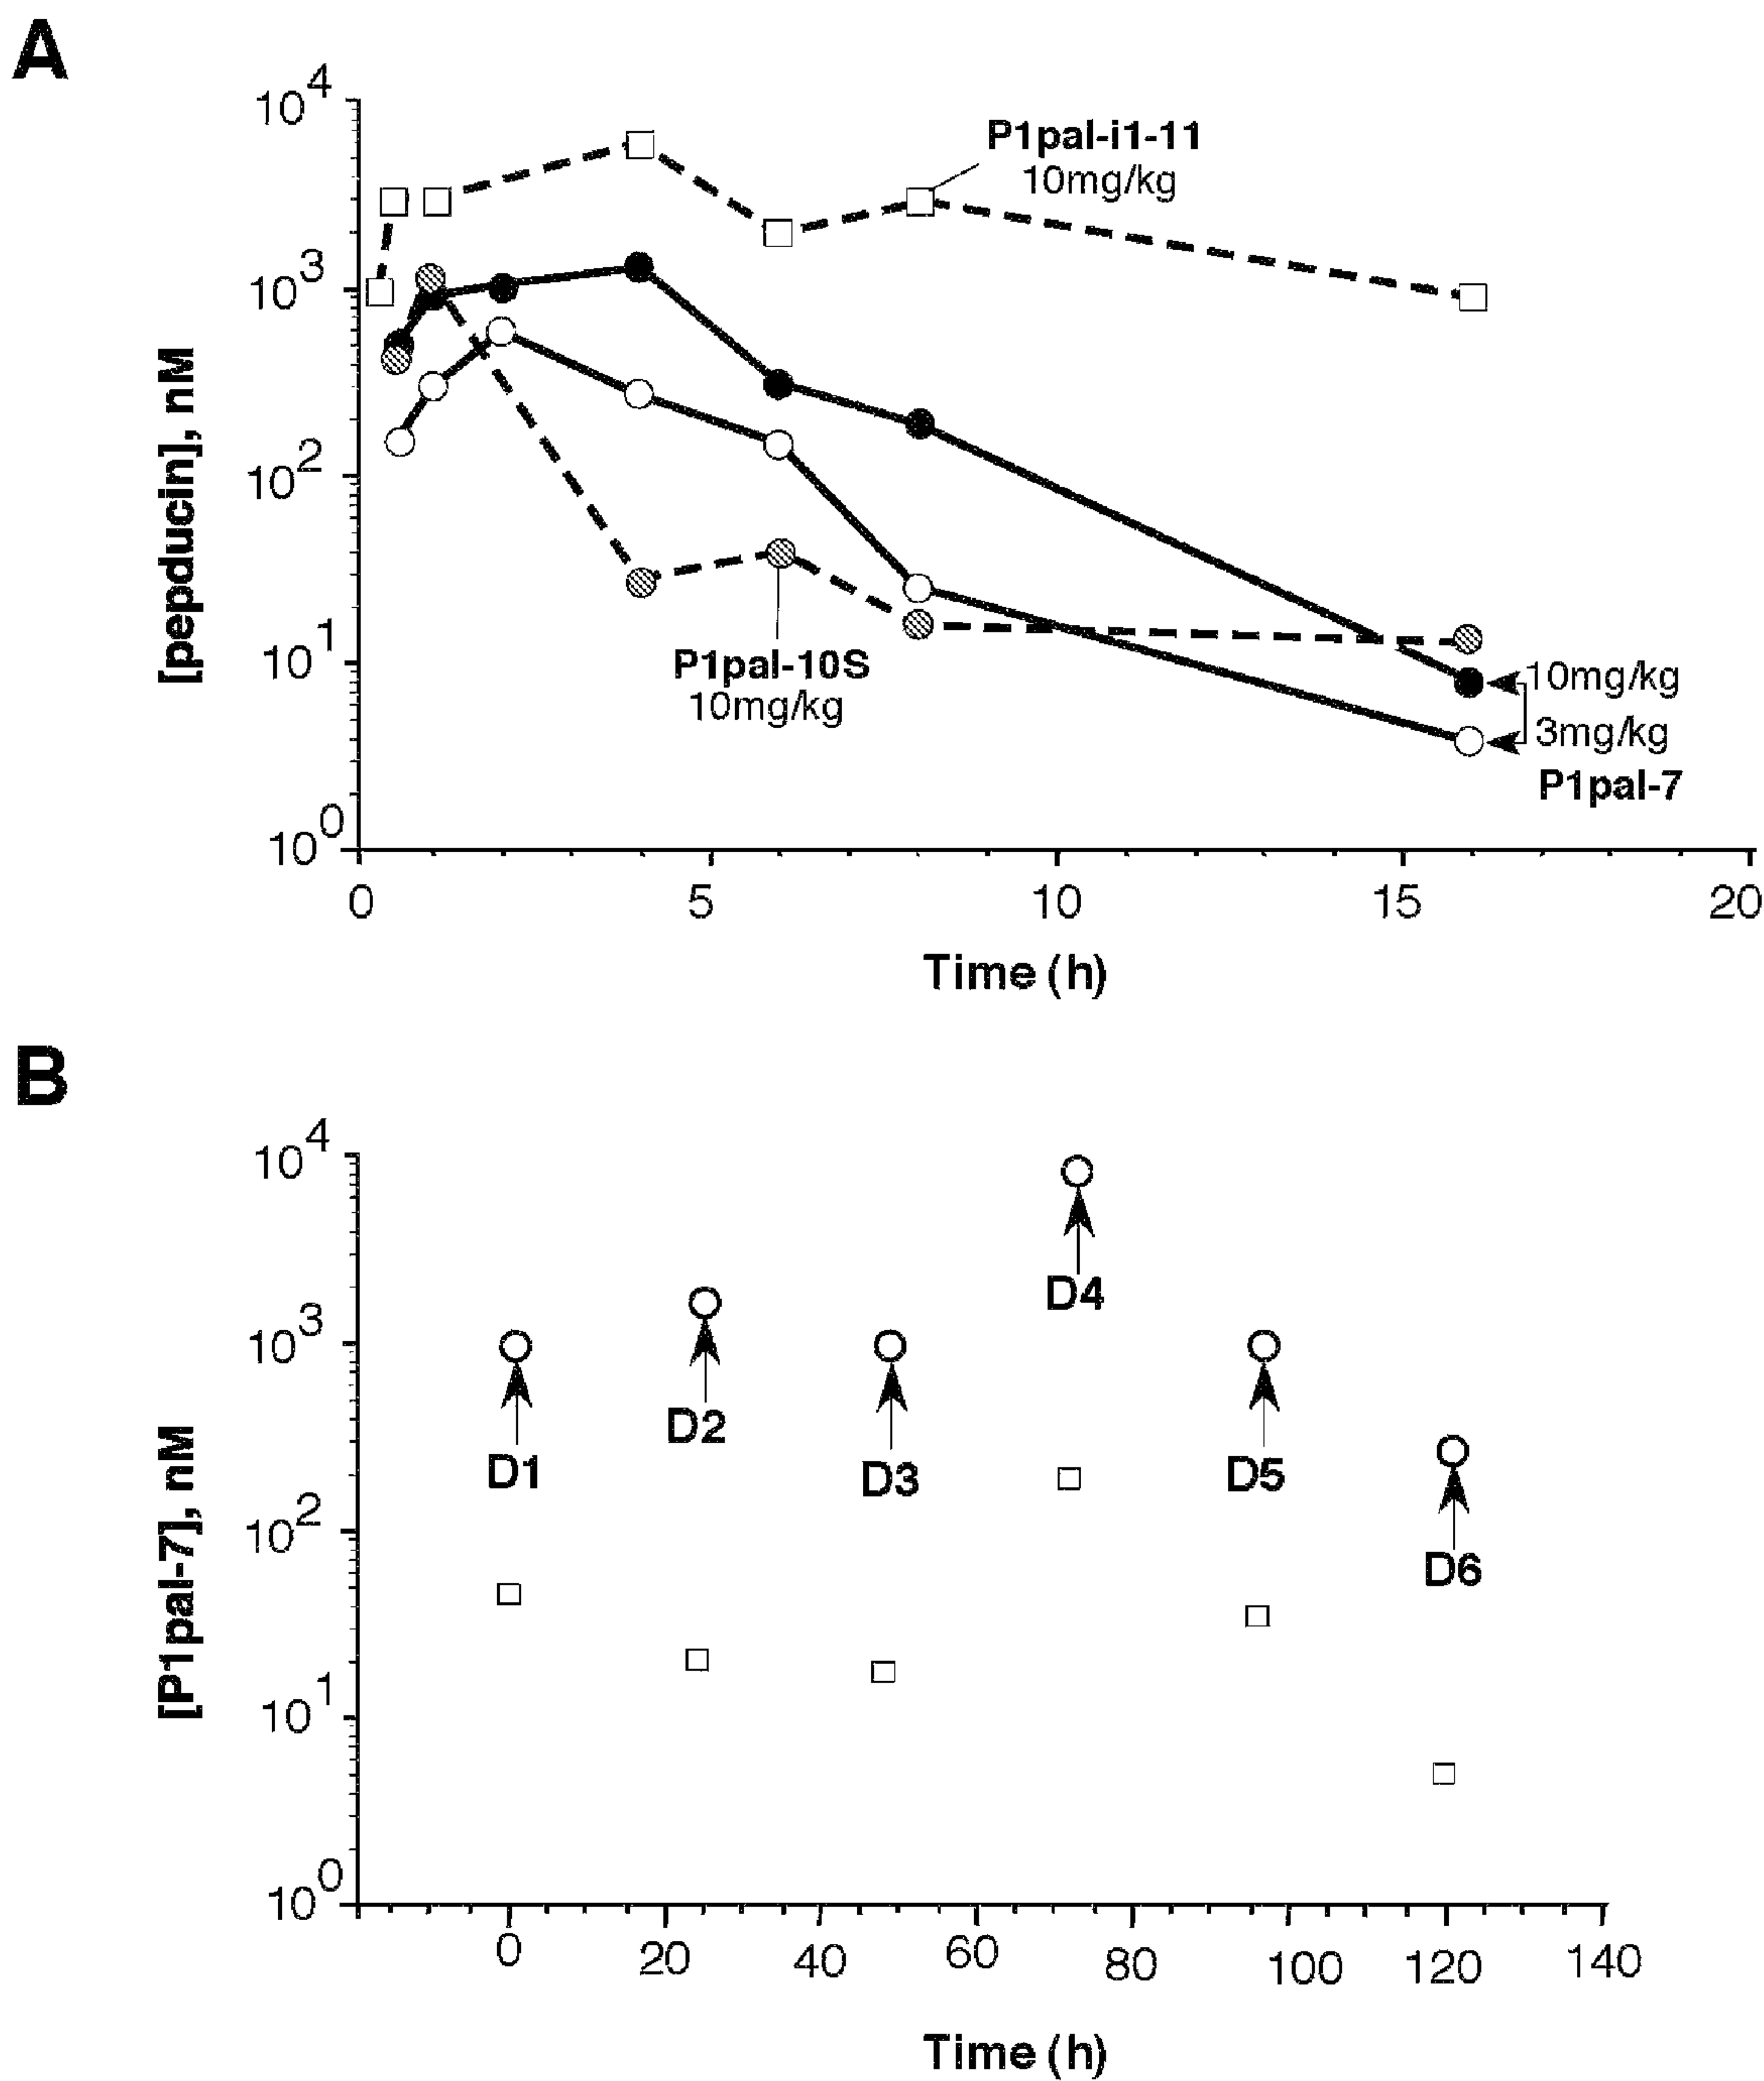 A
10^4
P1pal-i1-11
10mg/kg
10^3
[pepducin], nM
10^2
10^1
P1pal-10S
10mg/kg
10mg/kg
3mg/kg
P1pal-7
10^0
0 5 10 15 20
Time (h)
B
10^4
D4
10^3
D2
D1 D3 D5
[P1pal-7], nM
10^2
D6
10^1
10^0
0 20 40 60 80 100 120 140
Time (h)